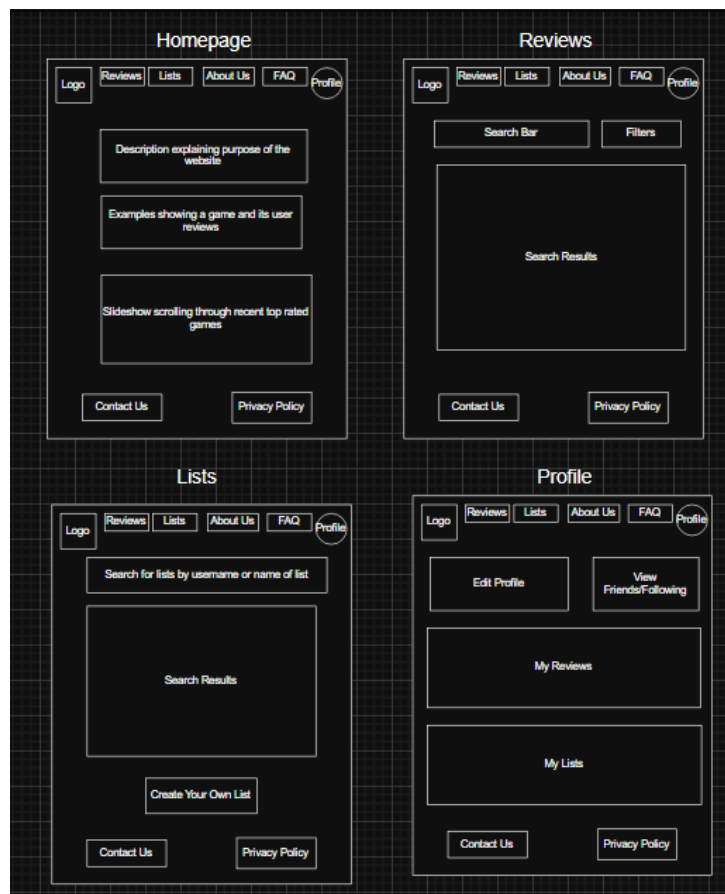 Homepage
Logo
Reviews
Lists
About Us
FAQ
Profile
Description explaining purpose of the
website
Examples showing a game and its user
reviews
Slideshow scrolling through recent top rated
games
Contact Us
Privacy Policy
Reviews
Logo
Reviews
Lists
About Us
FAQ
Profile
Search Bar
Filters
Search Results
Contact Us
Privacy Policy
Lists
Logo
Reviews
Lists
About Us
FAQ
Profile
Search for lists by username or name of list
Search Results
Create Your Own List
Contact Us
Privacy Policy
Profile
Logo
Reviews
Lists
About Us
FAQ
Profile
Edit Profile
View
Friends/Following
My Reviews
My Lists
Contact Us
Privacy Policy